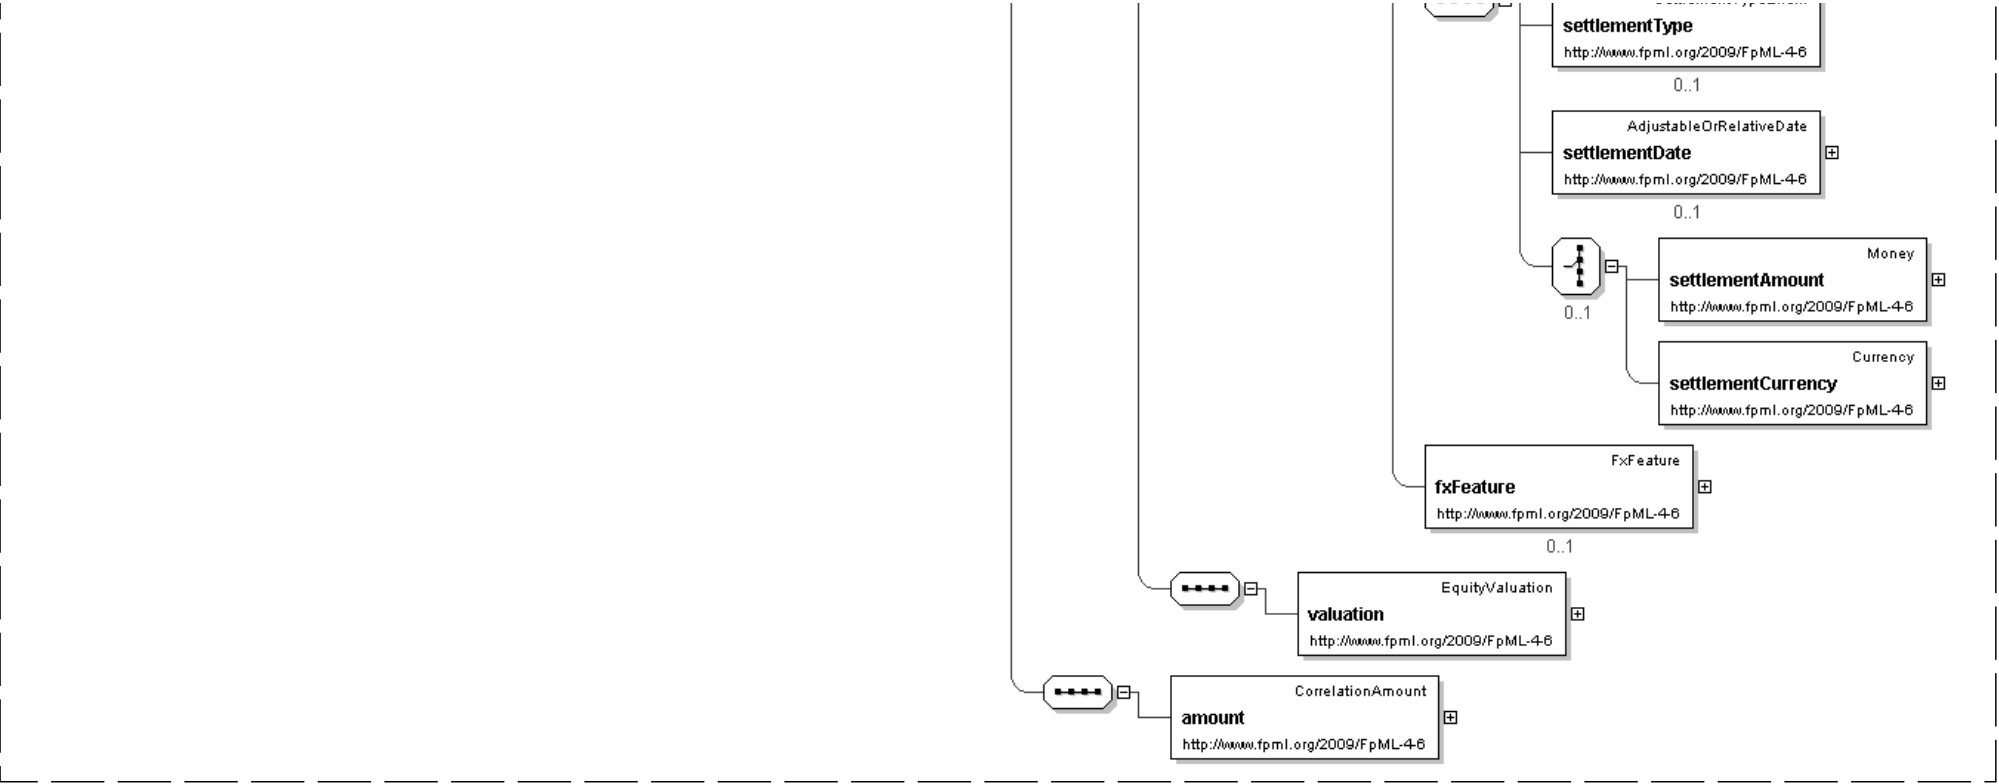 settlementType
http://www.fpml.org/2009/FpML-4-6
0..1
AdjustableOrRelativeDate
settlementDate
http://www.fpml.org/2009/FpML-4-6
0..1
Money
settlementAmount
http://www.fpml.org/2009/FpML-4-6
0..1
Currency
settlementCurrency
http://www.fpml.org/2009/FpML-4-6
FxFeature
fxFeature
http://www.fpml.org/2009/FpML-4-6
0..1
EquityValuation
valuation
http://www.fpml.org/2009/FpML-4-6
CorrelationAmount
amount
http://www.fpml.org/2009/FpML-4-6